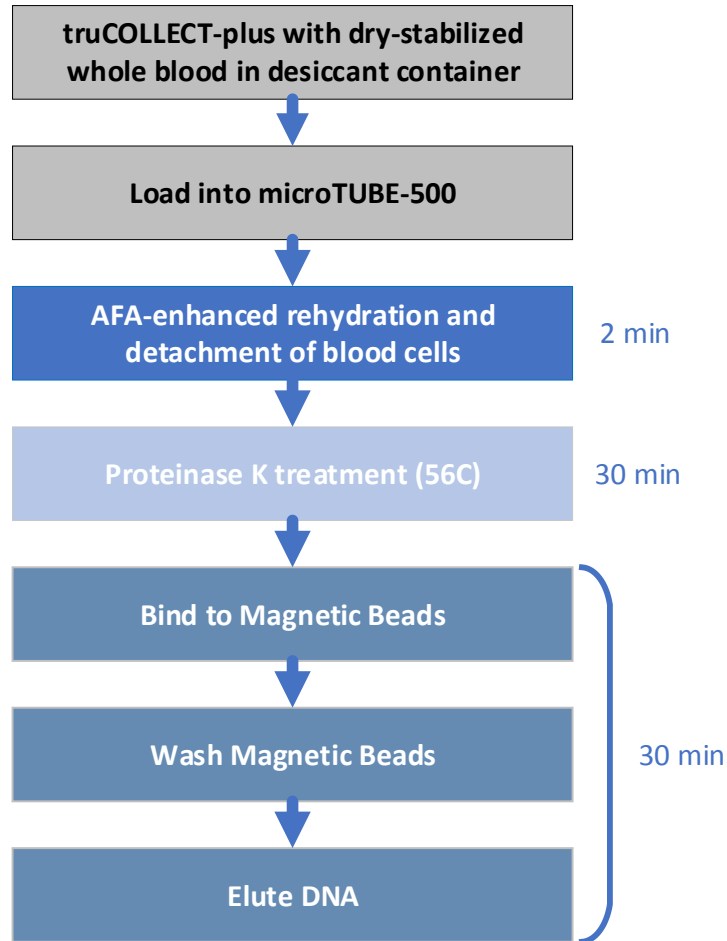 truCOLLECT-plus with dry-stabilized
whole blood in desiccant container
Load into microTUBE-500
AFA-enhanced rehydration and
detachment of blood cells
2 min
Proteinase K treatment (56C)
30 min
Bind to Magnetic Beads
Wash Magnetic Beads
30 min
Elute DNA